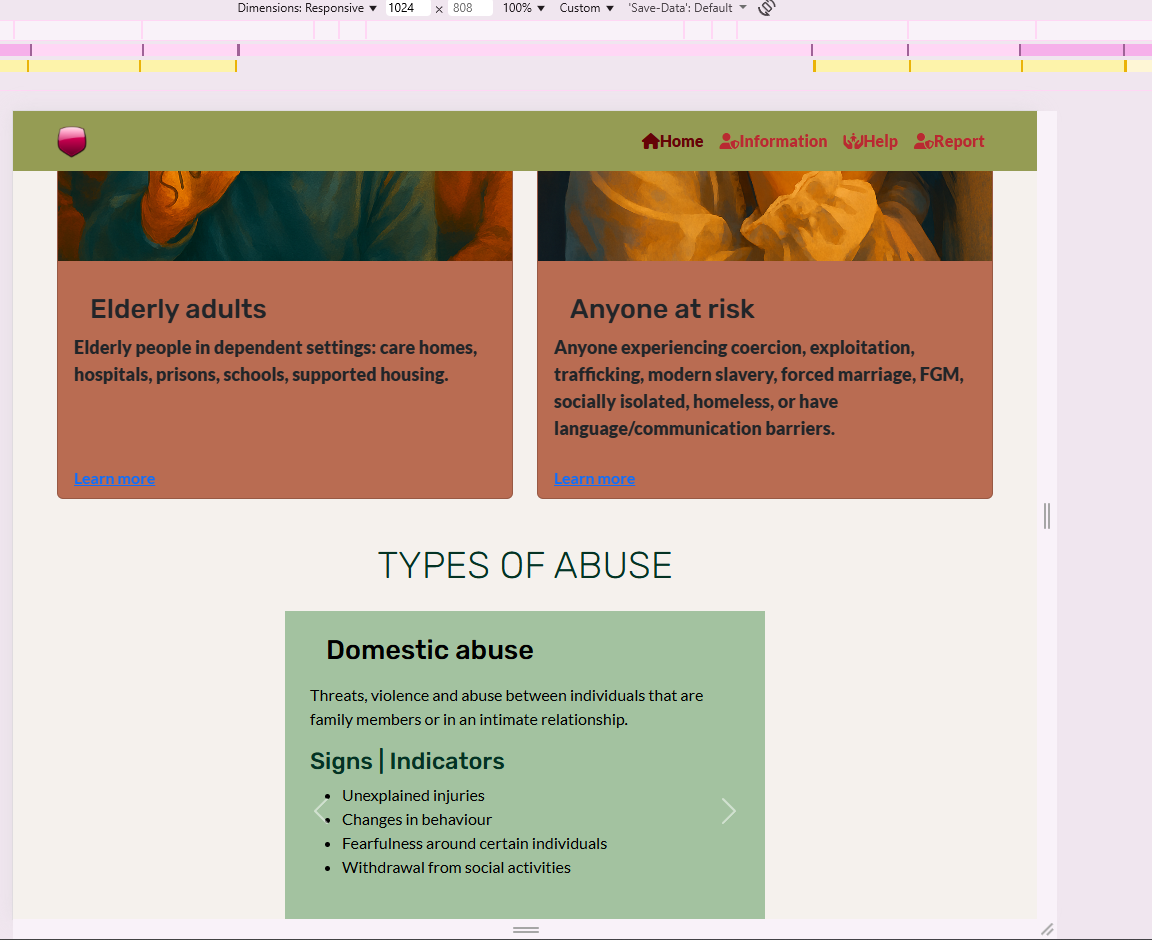 Dimensions: Responsive ▼ 1024 × 808 100% ▼ Custom ▼ 'Save-Data': Default ▼
Home Information Help Report
Elderly adults
Elderly people in dependent settings: care homes,
hospitals, prisons, schools, supported housing.
Learn more
Anyone at risk
Anyone experiencing coercion, exploitation,
trafficking, modern slavery, forced marriage, FGM,
socially isolated, homeless, or have
language/communication barriers.
Learn more
TYPES OF ABUSE
Domestic abuse
Threats, violence and abuse between individuals that are
family members or in an intimate relationship.
Signs | Indicators
• Unexplained injuries
• Changes in behaviour
• Fearfulness around certain individuals
• Withdrawal from social activities